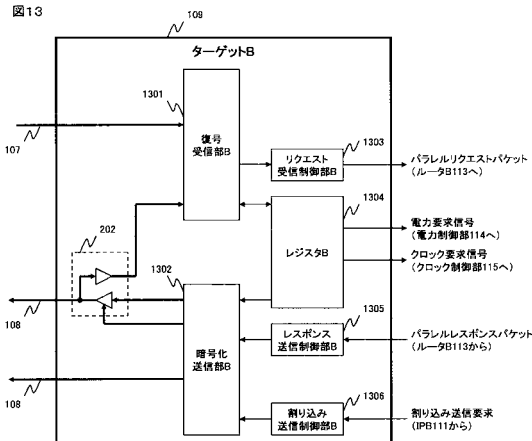 図13
109
ターゲットB
1301
復号
受信部B
107
1303
リクエスト
受信制御部B
パラレルリクエストパケット
(ルータB113へ)
1304
レジスタB
電力要求信号
(電力制御部114へ)
クロック要求信号
(クロック制御部115へ)
202
1302
暗号化
送信部B
108
1305
レスポンス
送信制御部B
パラレルレスポンスパケット
(ルータB113から)
108
1306
割り込み
送信制御部B
割り込み送信要求
(IPB111から)